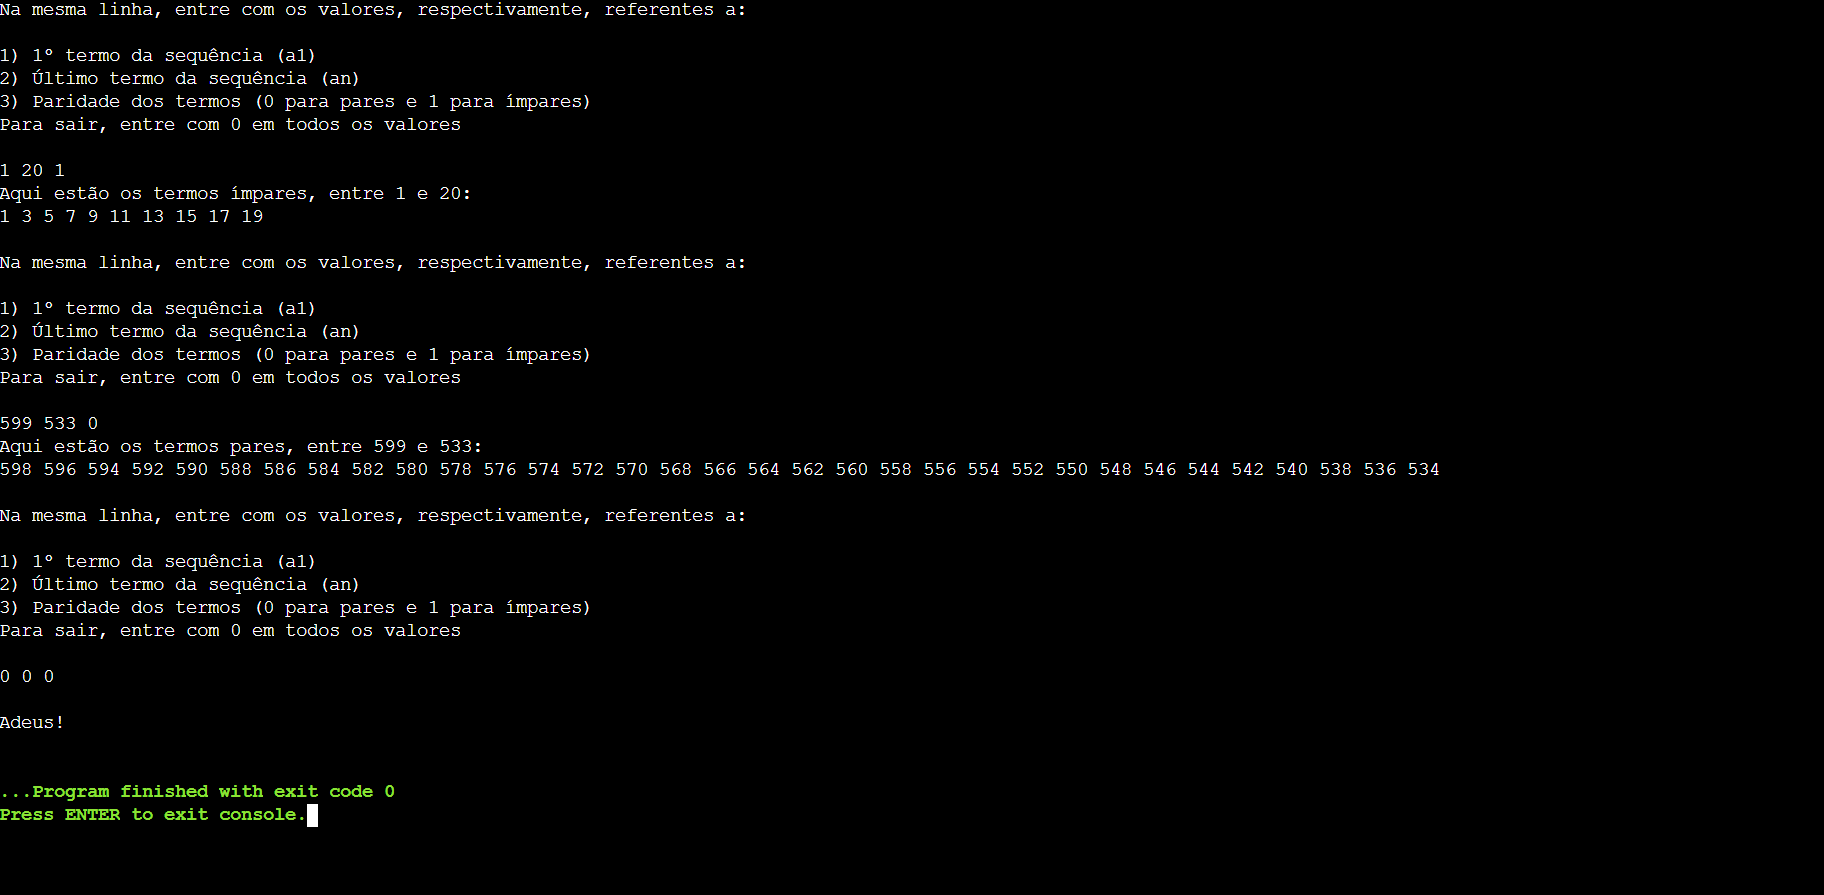 Na mesma linha, entre com os valores, respectivamente, referentes a:
1) 1º termo da sequência (a1)
2) Último termo da sequência (an)
3) Paridade dos termos (0 para pares e 1 para ímpares)
Para sair, entre com 0 em todos os valores
1 20 1
Aqui estão os termos ímpares, entre 1 e 20:
1 3 5 7 9 11 13 15 17 19
Na mesma linha, entre com os valores, respectivamente, referentes a:
1) 1º termo da sequência (a1)
2) Último termo da sequência (an)
3) Paridade dos termos (0 para pares e 1 para ímpares)
Para sair, entre com 0 em todos os valores
599 533 0
Aqui estão os termos pares, entre 599 e 533:
598 596 594 592 590 588 586 584 582 580 578 576 574 572 570 568 566 564 562 560 558 556 554 552 550 548 546 544 542 540 538 536 534
Na mesma linha, entre com os valores, respectivamente, referentes a:
1) 1º termo da sequência (a1)
2) Último termo da sequência (an)
3) Paridade dos termos (0 para pares e 1 para ímpares)
Para sair, entre com 0 em todos os valores
0 0 0
Adeus!
...Program finished with exit code 0
Press ENTER to exit console.